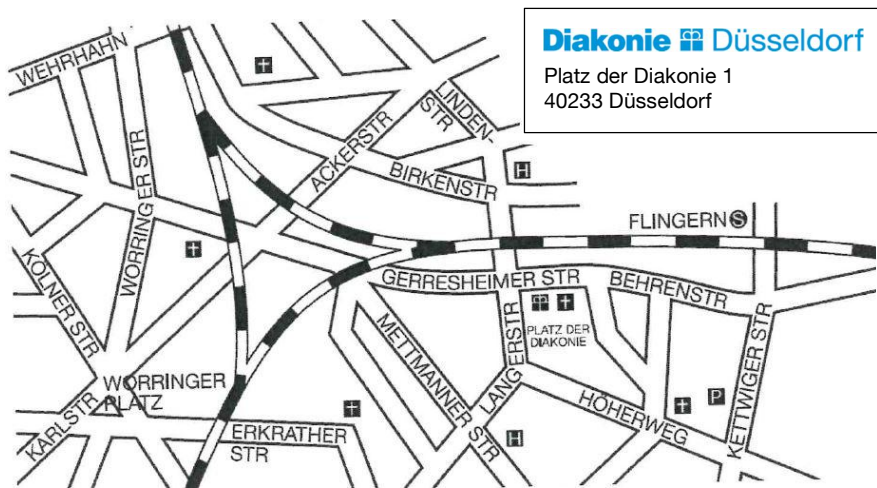 Diakonie Düsseldorf
Platz der Diakonie 1
40233 Düsseldorf
WEHRHAHN
LINDEN-
STR
ACKERSTR
WORRINGER STR
BIRKENSTR
H
FLINGERN S
KÖLNER STR
GERRESHEIMER STR
BEHRENSTR
PLATZ DER
DIAKONIE
LANGERSTR
METTMANNER STR
KETTWIGER STR
WORRINGER
PLATZ
HÖHERWEG
P
KARLSTR
ERKRATHER
STR
H